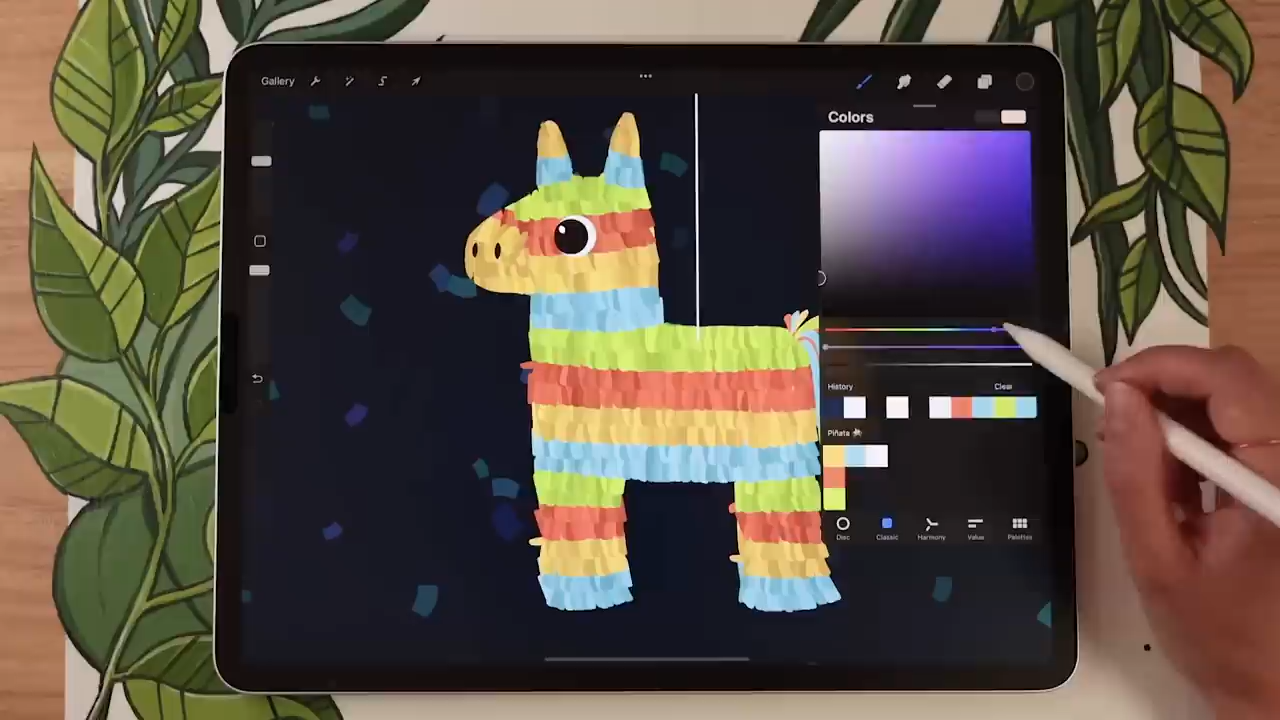 Gallery
Colors
History Clear
Piñata
Disc Classic Harmony Value Palettes